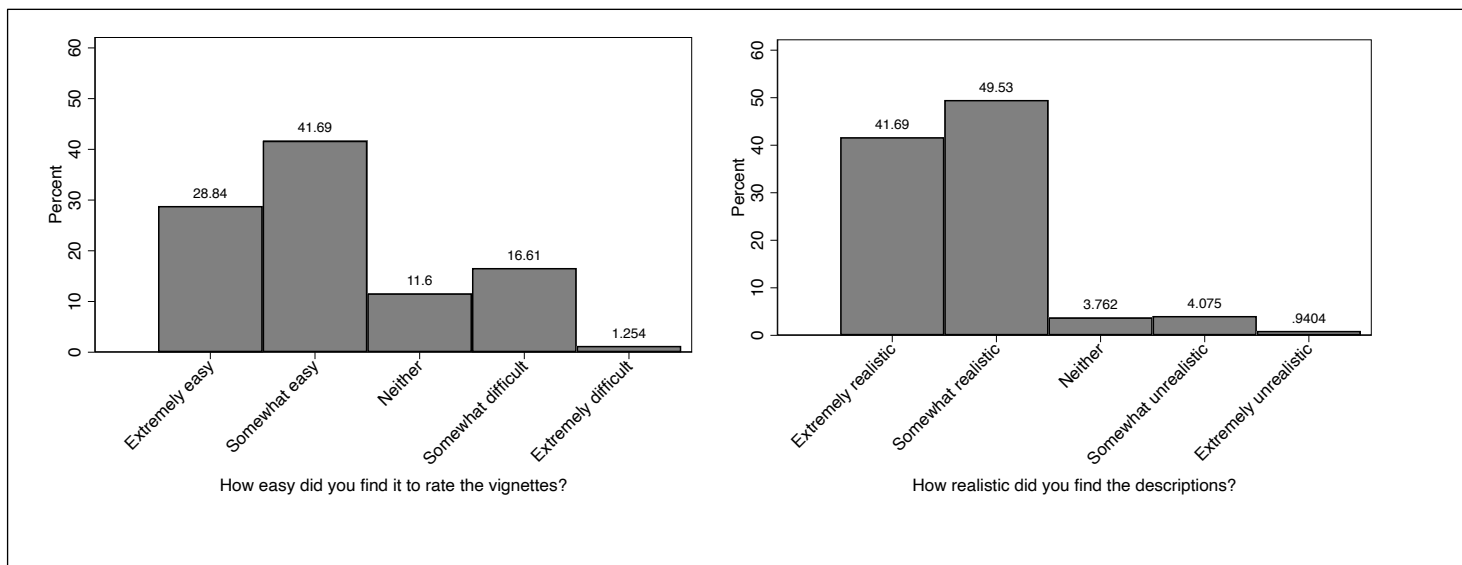 60
50
40
30
20
10
0
Percent
28.84
41.69
11.6
16.61
1.254
Extremely easy
Somewhat easy
Neither
Somewhat difficult
Extremely difficult
How easy did you find it to rate the vignettes?
60
50
40
30
20
10
0
Percent
41.69
49.53
3.762
4.075
.9404
Extremely realistic
Somewhat realistic
Neither
Somewhat unrealistic
Extremely unrealistic
How realistic did you find the descriptions?